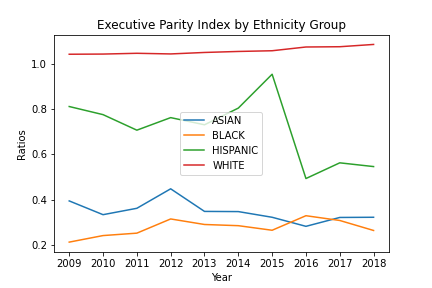 Executive Parity Index by Ethnicity Group
Ratios
1.0
0.8
0.6
0.4
0.2
ASIAN
BLACK
HISPANIC
WHITE
2009 2010 2011 2012 2013 2014 2015 2016 2017 2018
Year